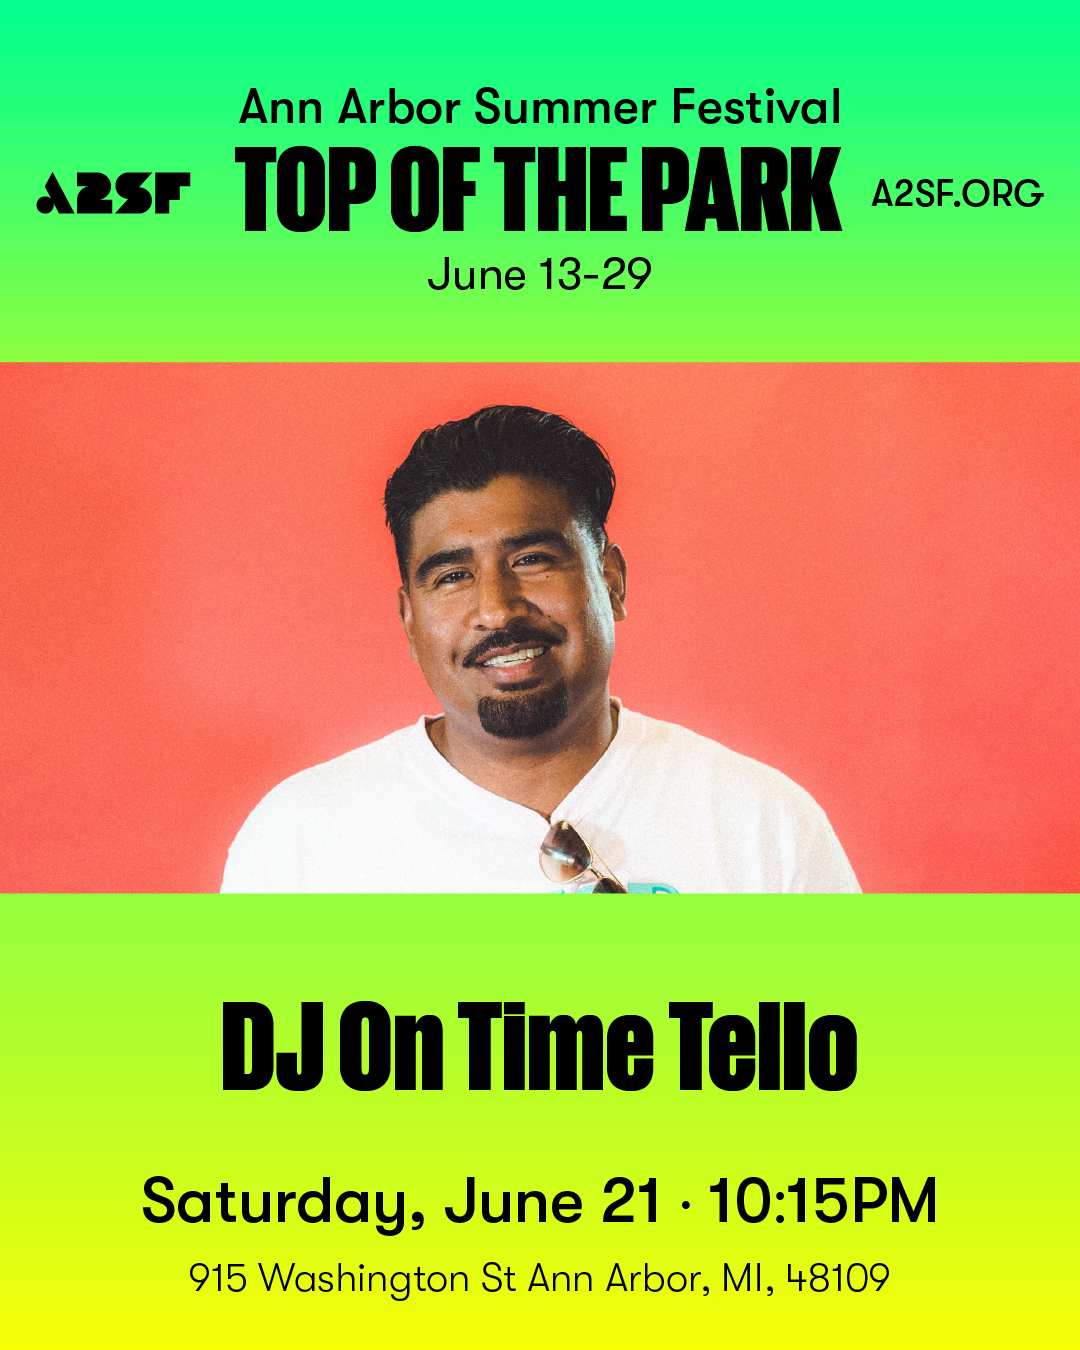 Ann Arbor Summer Festival
A2SF
TOP OF THE PARK
A2SF.ORG
June 13-29
DJ On Time Tello
Saturday, June 21 · 10:15PM
915 Washington St Ann Arbor, MI, 48109